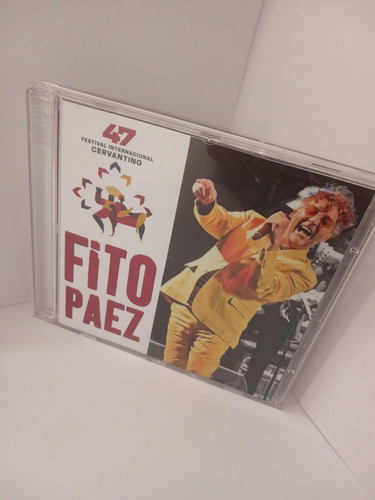 47
FESTIVAL INTERNACIONAL
CERVANTINO
FiTO
PAEZ